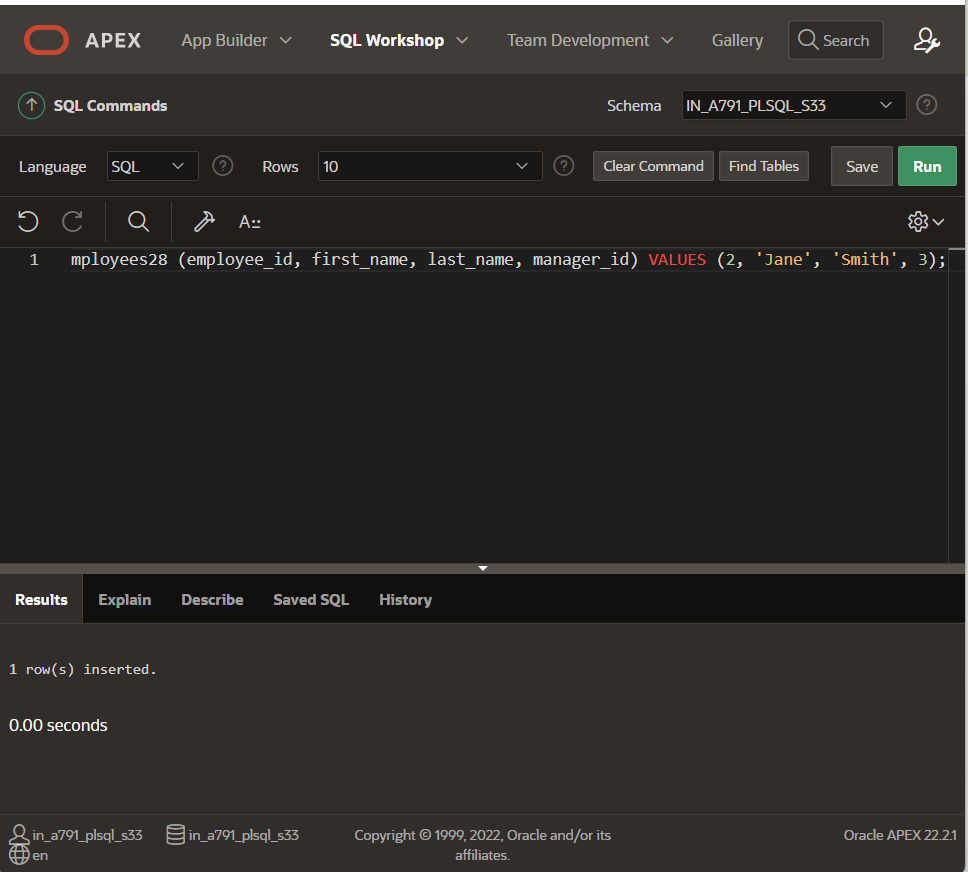 APEX App Builder SQL Workshop Team Development Gallery Search
SQL Commands Schema IN_A791_PLSQL_S33 ?
Language SQL ? Rows 10 ? Clear Command Find Tables Save Run
A::
1 mployees28 (employee_id, first_name, last_name, manager_id) VALUES (2, 'Jane', 'Smith', 3);
Results Explain Describe Saved SQL History
1 row(s) inserted.
0.00 seconds
in_a791_plsql_s33 in_a791_plsql_s33 Copyright © 1999, 2022, Oracle and/or its Oracle APEX 22.2.1
en affiliates.